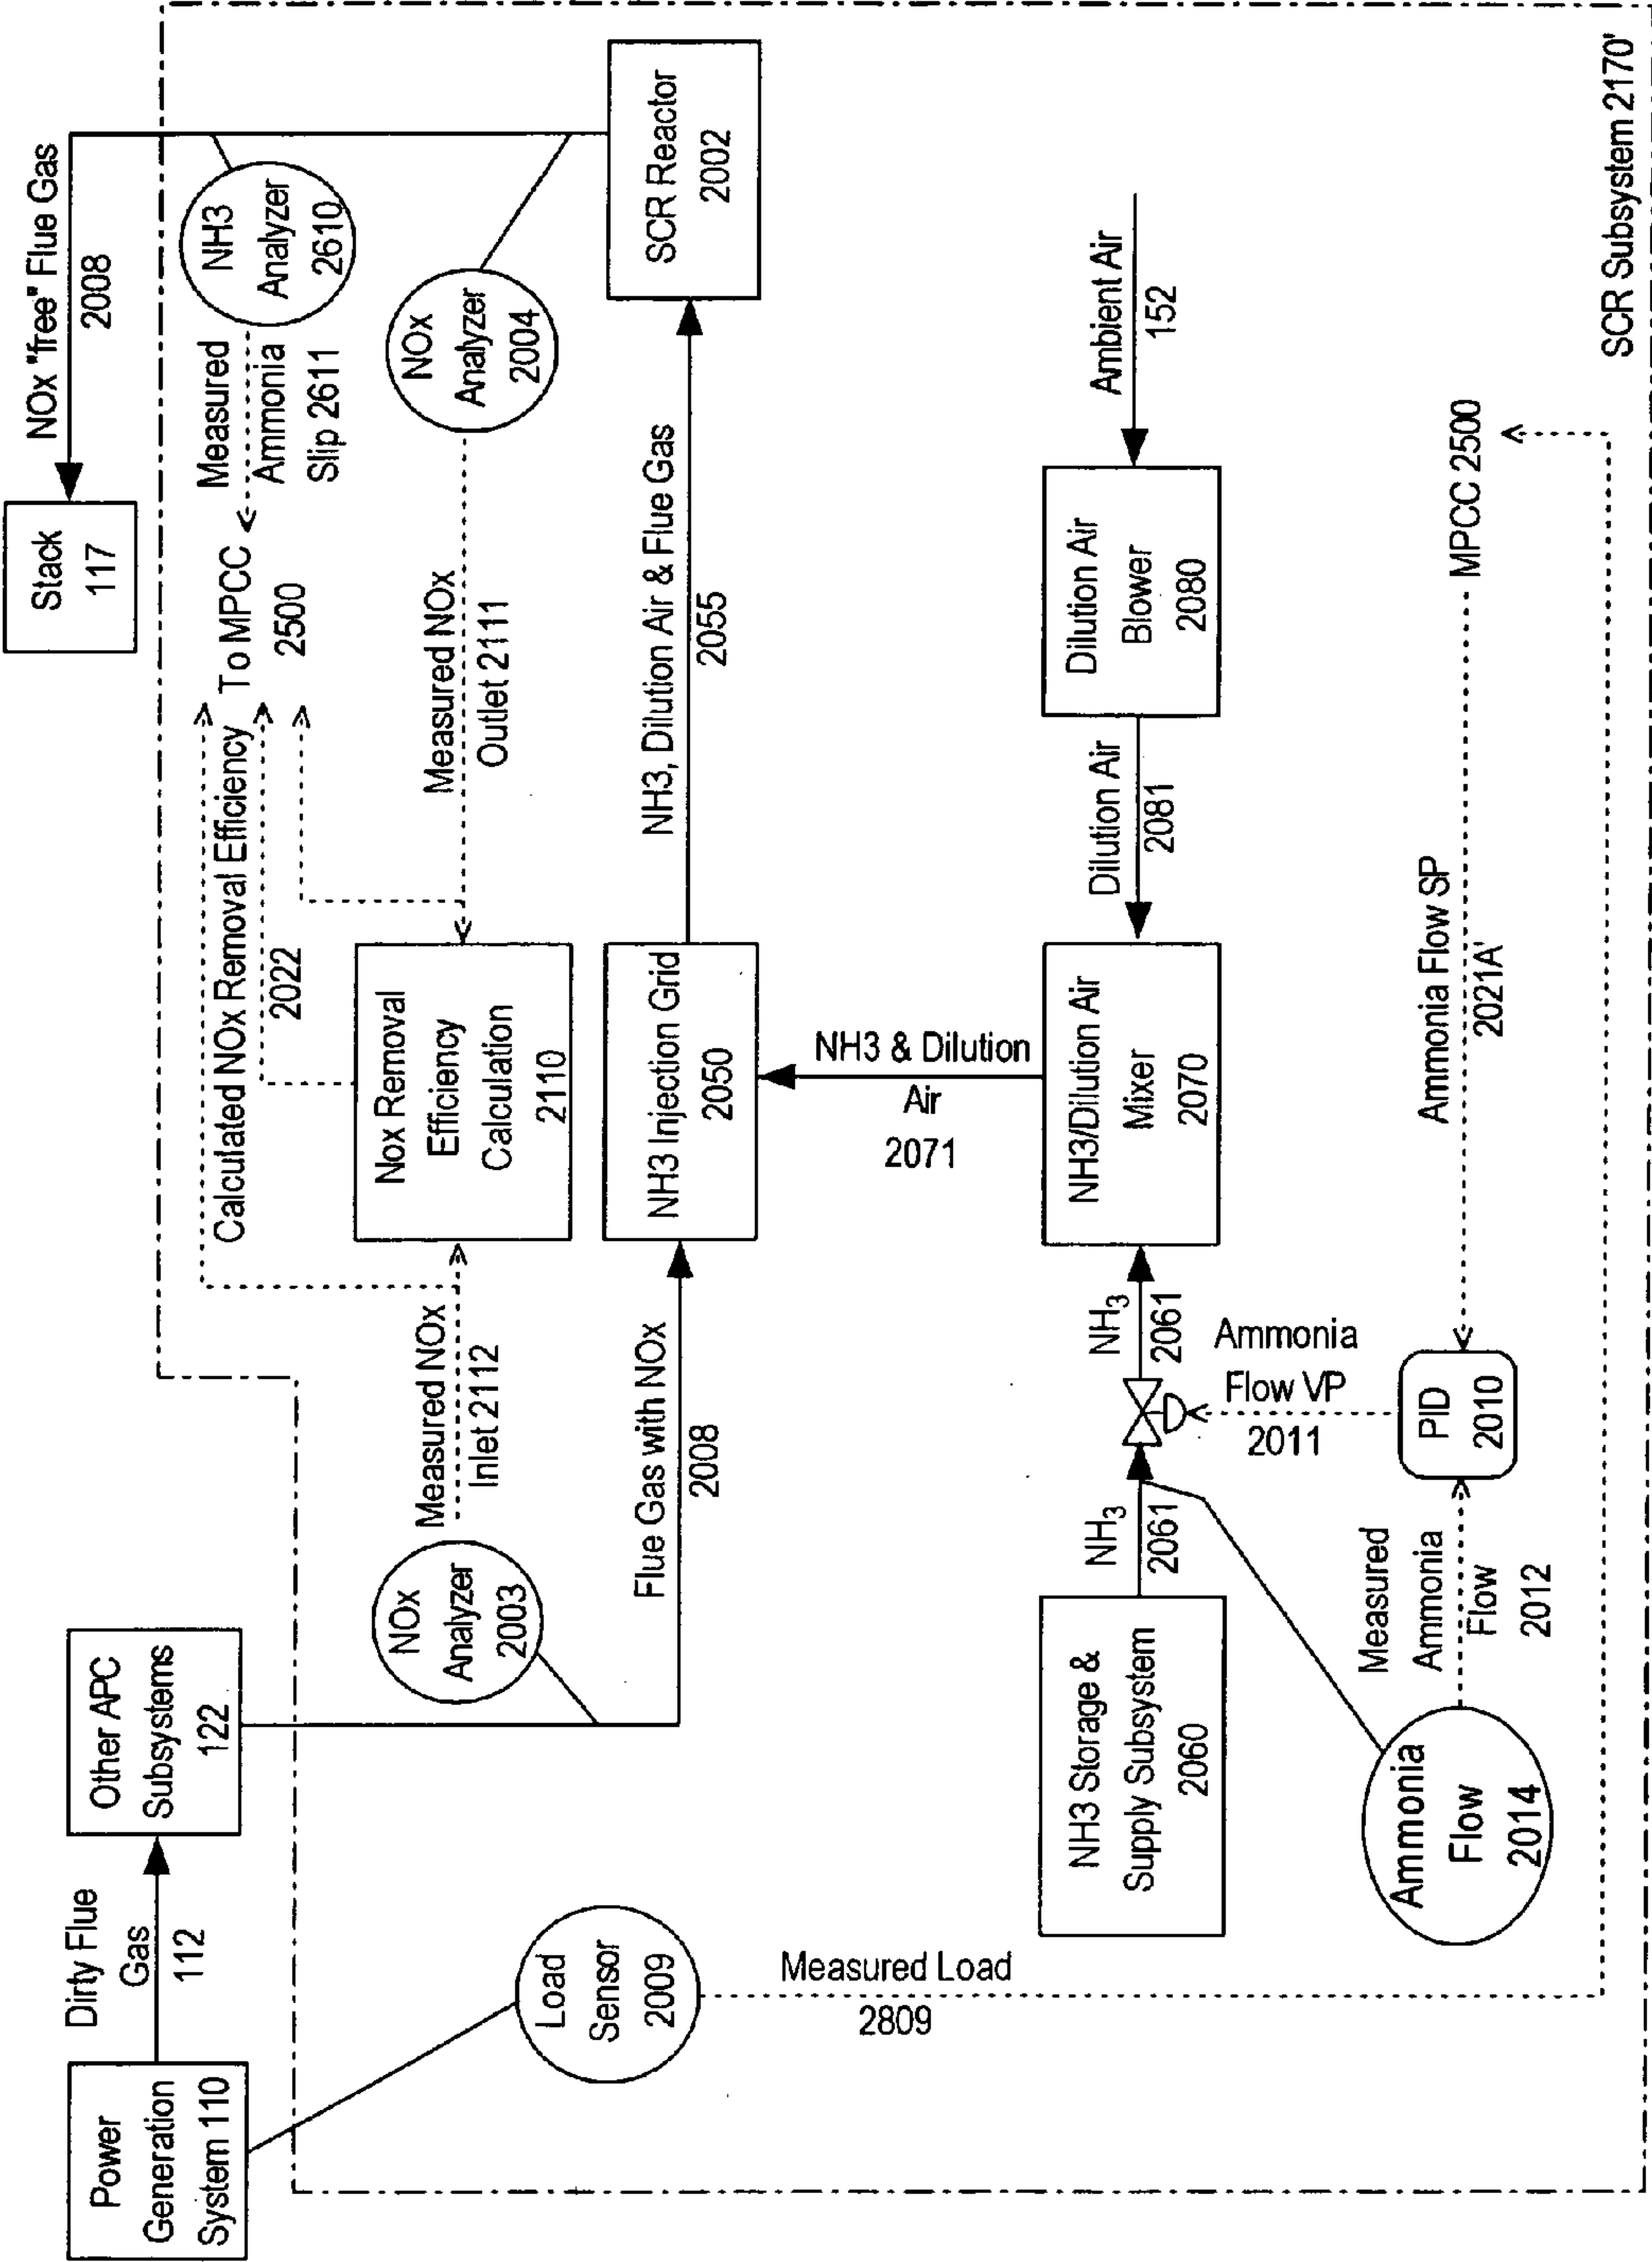 Power
Generation
System 110
Dirty Flue
Gas
112
Other APC
Subsystems
122
Stack
117
NOx "free" Flue Gas
2008
Calculated NOx Removal Efficiency
2022
To MPCC
2500
Measured
Ammonia
Slip 2611
NH3
Analyzer
2610
NOx
Analyzer
2003
Measured NOx
Inlet 2112
Nox Removal
Efficiency
Calculation
2110
Measured NOx
Outlet 2111
NOx
Analyzer
2004
Load
Sensor
2009
Flue Gas with NOx
2008
NH3 Injection Grid
2050
NH3, Dilution Air & Flue Gas
2055
SCR Reactor
2002
Measured Load
2809
NH3 & Dilution
Air
2071
NH3 Storage &
Supply Subsystem
2060
NH₃
2061
NH₃
2061
NH3/Dilution Air
Mixer
2070
Dilution Air
2081
Dilution Air
Blower
2080
Ambient Air
152
Ammonia
Flow VP
2011
Ammonia
Flow
2014
Measured
Ammonia
Flow
2012
PID
2010
Ammonia Flow SP
2021A'
MPCC 2500
SCR Subsystem 2170'